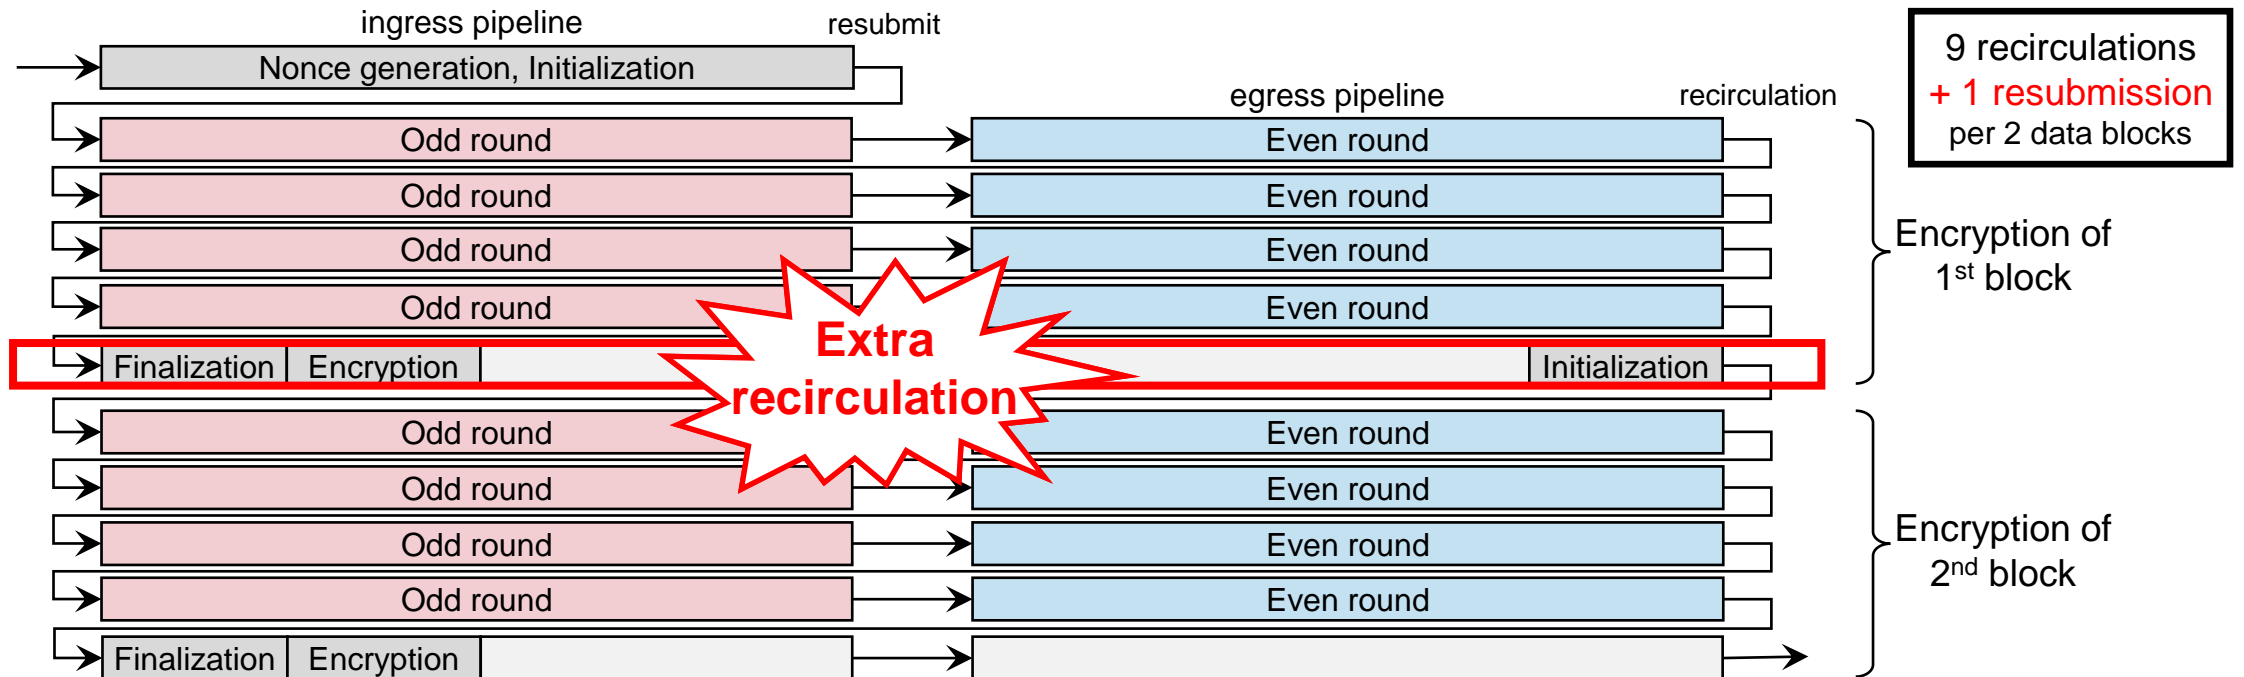 ingress pipeline
resubmit
Nonce generation, Initialization
egress pipeline
recirculation
9 recirculations
+ 1 resubmission
per 2 data blocks
Odd round
Even round
Odd round
Even round
Odd round
Even round
Odd round
Even round
Encryption of
1st block
Extra
recirculation
Finalization
Encryption
Initialization
Odd round
Even round
Odd round
Even round
Odd round
Even round
Odd round
Even round
Encryption of
2nd block
Finalization
Encryption